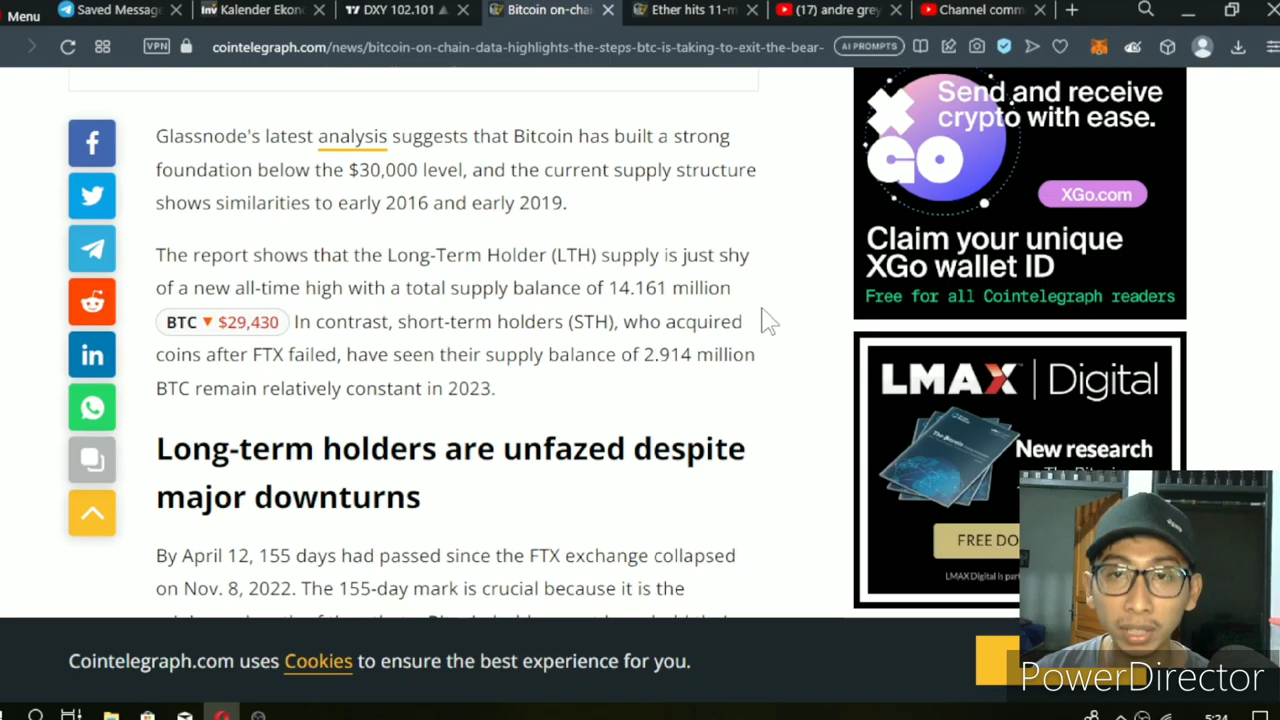 Menu
Saved Message
Inv Kalender Ekon
DXY 102.101
Bitcoin on-chai
Ether hits 11-m
(17) andre grey
Channel comm
VPN
cointelegraph.com/news/bitcoin-on-chain-data-highlights-the-steps-btc-is-taking-to-exit-the-bear-
AI PROMPTS
Glassnode's latest analysis suggests that Bitcoin has built a strong
foundation below the $30,000 level, and the current supply structure
shows similarities to early 2016 and early 2019.
The report shows that the Long-Term Holder (LTH) supply is just shy
of a new all-time high with a total supply balance of 14.161 million
BTC ▼ $29,430 In contrast, short-term holders (STH), who acquired
coins after FTX failed, have seen their supply balance of 2.914 million
BTC remain relatively constant in 2023.
Long-term holders are unfazed despite
major downturns
By April 12, 155 days had passed since the FTX exchange collapsed
on Nov. 8, 2022. The 155-day mark is crucial because it is the
Send and receive
crypto with ease.
GO
XGo.com
Claim your unique
XGo wallet ID
Free for all Cointelegraph readers
LMAX Digital
New research
FREE DO
LMAX Digital is part
Cointelegraph.com uses Cookies to ensure the best experience for you.
PowerDirector
5:24